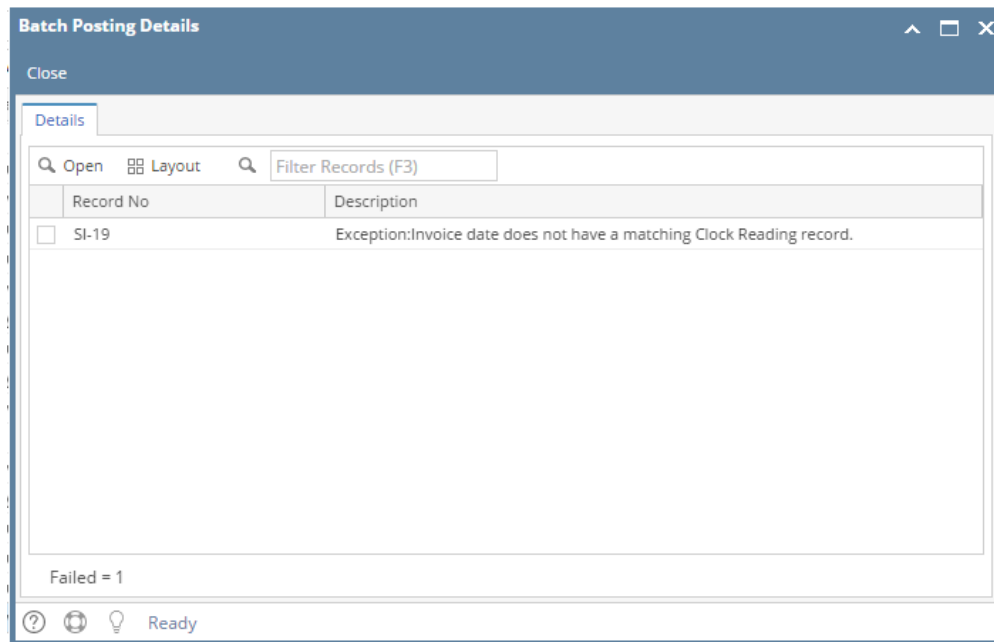 Batch Posting Details
Close
Details
Open Layout Filter Records (F3)
Record No Description
SI-19 Exception:Invoice date does not have a matching Clock Reading record.
Failed = 1
Ready